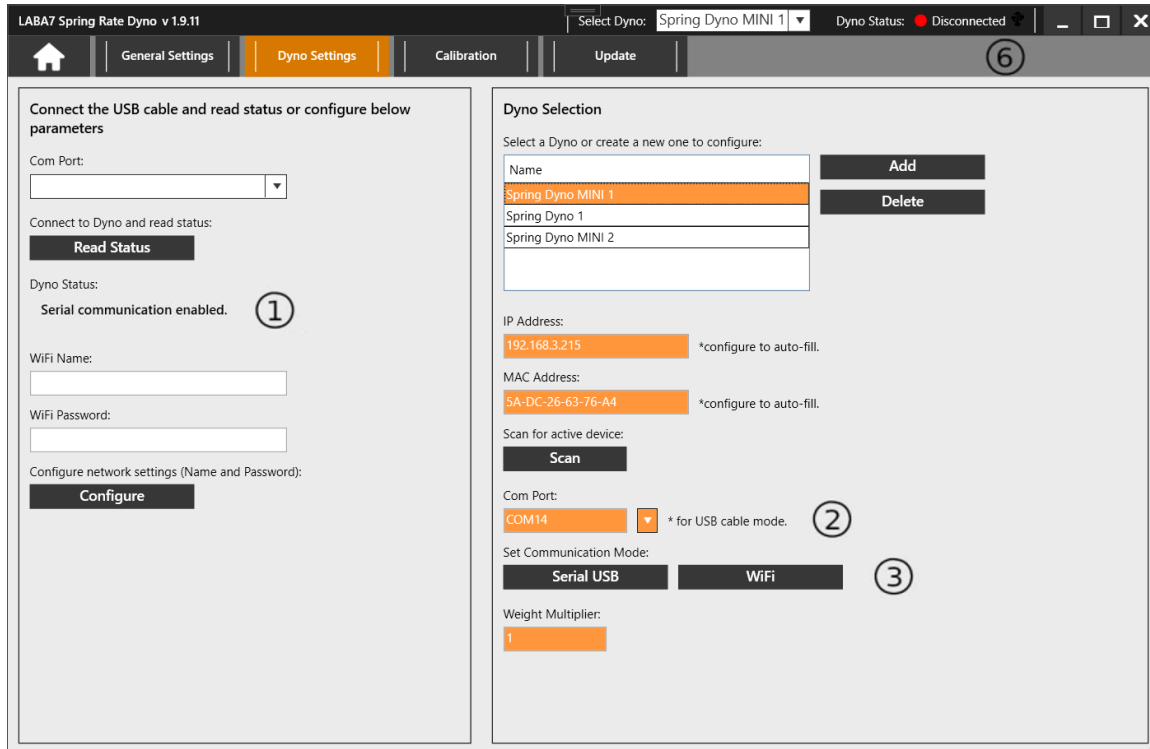 LABA7 Spring Rate Dyno v 1.9.11
Select Dyno: Spring Dyno MINI 1
Dyno Status: Disconnected
General Settings
Dyno Settings
Calibration
Update
⑥
Connect the USB cable and read status or configure below
parameters
Com Port:
Connect to Dyno and read status:
Read Status
Dyno Status:
Serial communication enabled.
①
WiFi Name:
WiFi Password:
Configure network settings (Name and Password):
Configure
Dyno Selection
Select a Dyno or create a new one to configure:
Name
Spring Dyno MINI 1
Spring Dyno 1
Spring Dyno MINI 2
Add
Delete
IP Address:
192.168.3.215 *configure to auto-fill.
MAC Address:
5A-DC-26-63-76-A4 *configure to auto-fill.
Scan for active device:
Scan
Com Port:
COM14 * for USB cable mode. ②
Set Communication Mode:
Serial USB WiFi ③
Weight Multiplier:
1